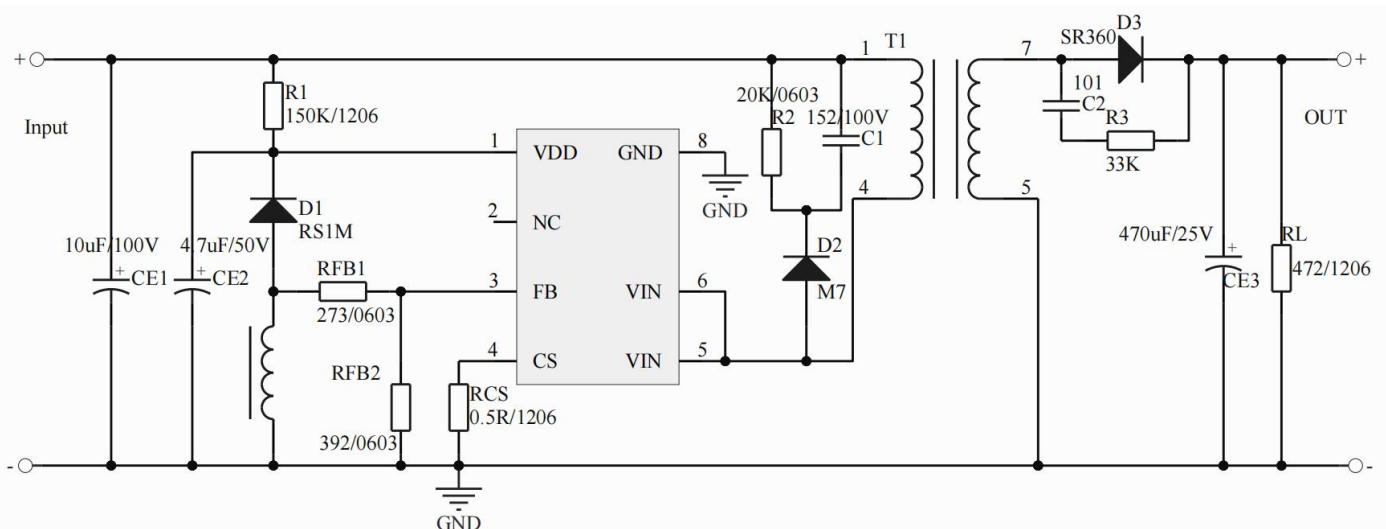 +
Input
-
R1
150K/1206
D1
RS1M
10uF/100V
CE1
+
4.7uF/50V
CE2
+
RFB1
273/0603
RFB2
392/0603
RCS
0.5R/1206
GND
1
VDD
2
NC
3
FB
4
CS
GND
8
VIN
6
VIN
5
GND
20K/0603
R2
152/100V
C1
D2
M7
T1
1
4
7
5
D3
SR360
101
C2
R3
33K
470uF/25V
+
CE3
RL
472/1206
+
OUT
-